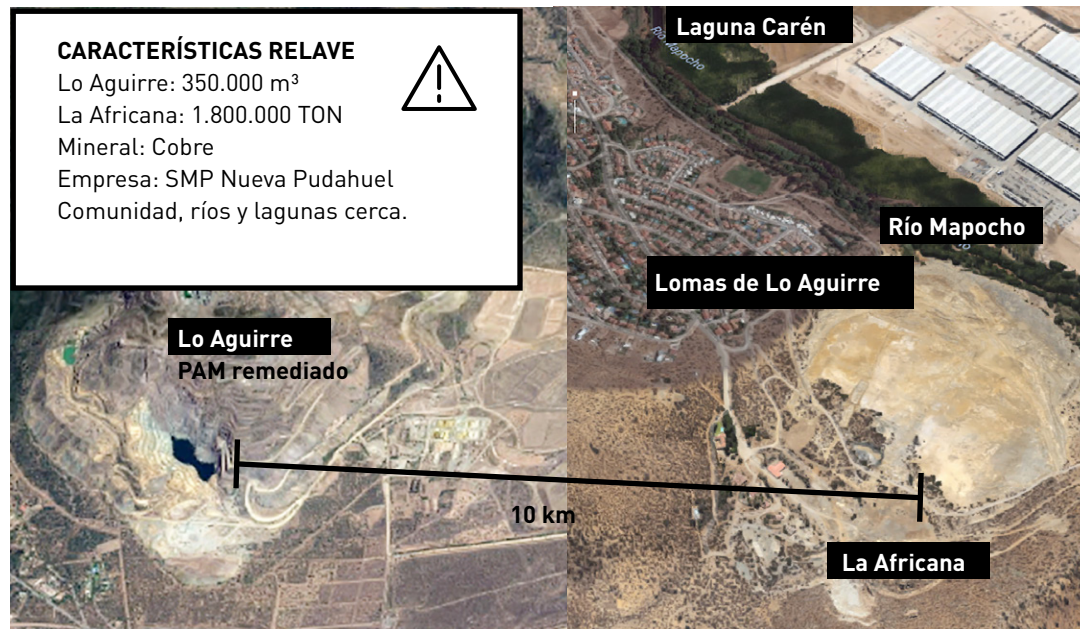 CARACTERÍSTICAS RELAVE
Lo Aguirre: 350.000 m³
La Africana: 1.800.000 TON
Mineral: Cobre
Empresa: SMP Nueva Pudahuel
Comunidad, ríos y lagunas cerca.
Laguna Carén
Río Mapocho
Río Mapocho
Lomas de Lo Aguirre
Lo Aguirre
PAM remediado
10 km
La Africana